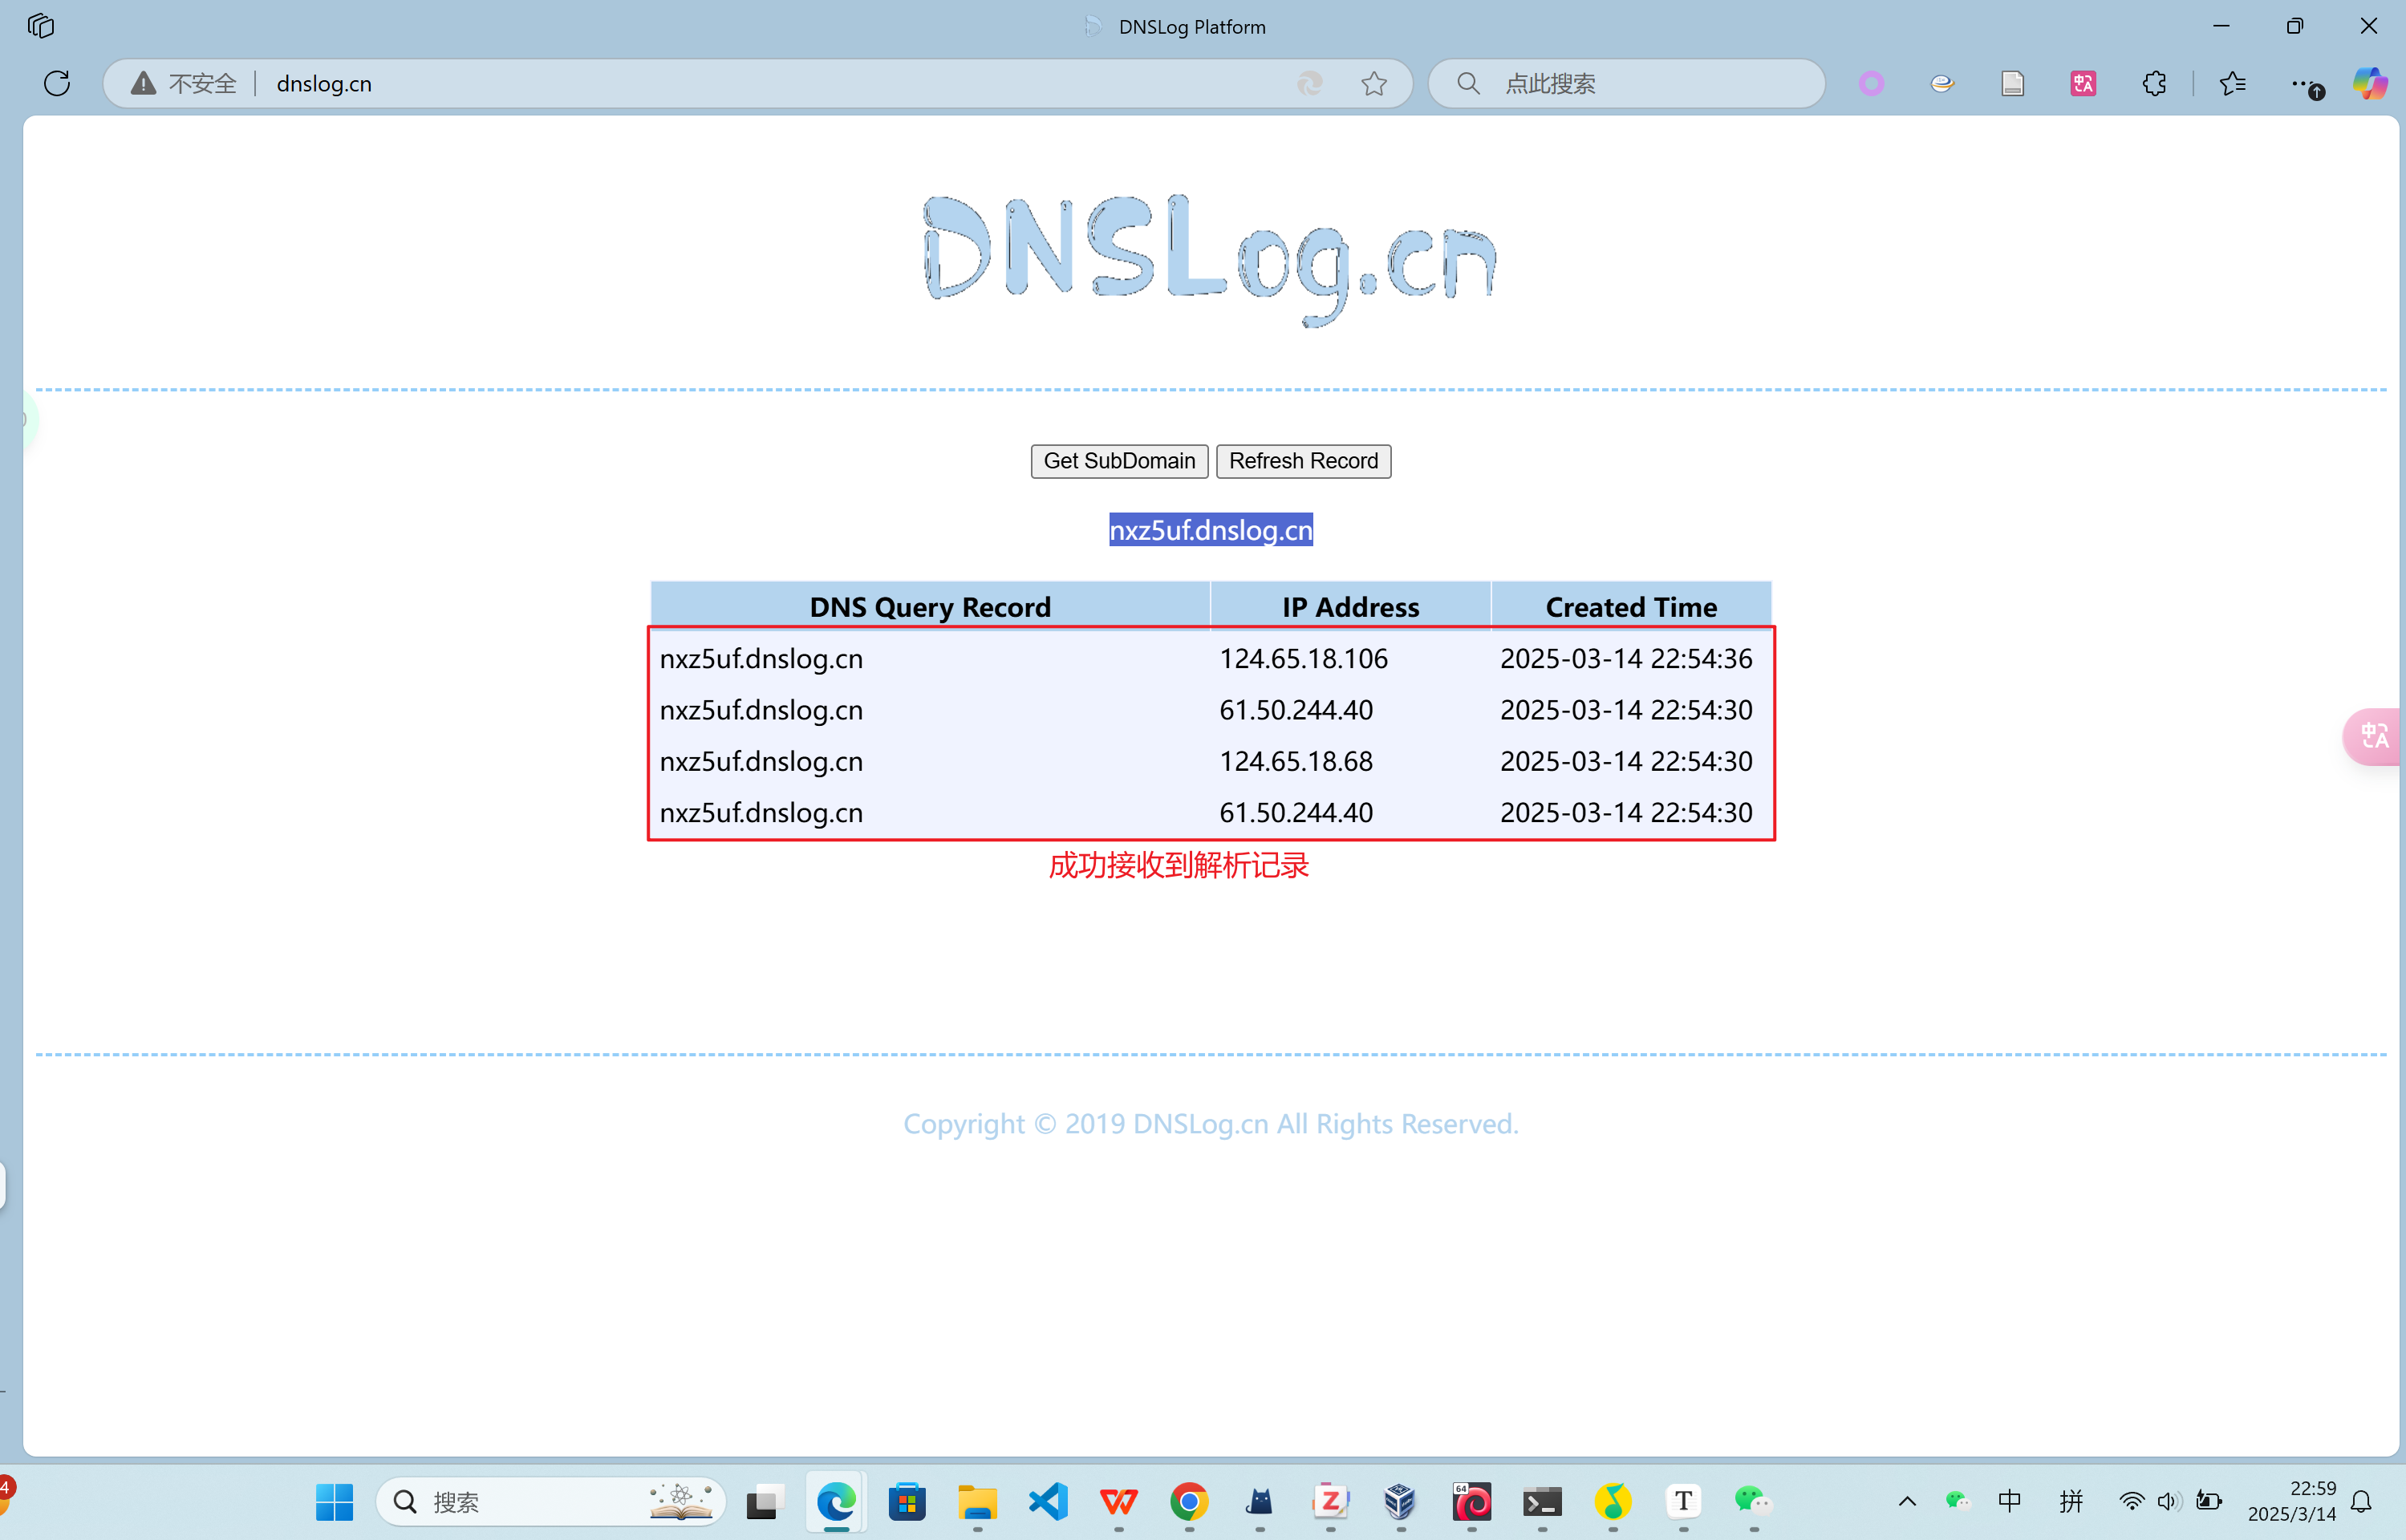 DNSLog Platform
不安全 dnslog.cn 点此搜索
DNSLog.cn
Get SubDomain Refresh Record
nxz5uf.dnslog.cn
DNS Query Record IP Address Created Time
nxz5uf.dnslog.cn 124.65.18.106 2025-03-14 22:54:36
nxz5uf.dnslog.cn 61.50.244.40 2025-03-14 22:54:30
nxz5uf.dnslog.cn 124.65.18.68 2025-03-14 22:54:30
nxz5uf.dnslog.cn 61.50.244.40 2025-03-14 22:54:30
成功接收到解析记录
中A
Copyright © 2019 DNSLog.cn All Rights Reserved.
4
搜索
64
T
中 拼
22:59
2025/3/14